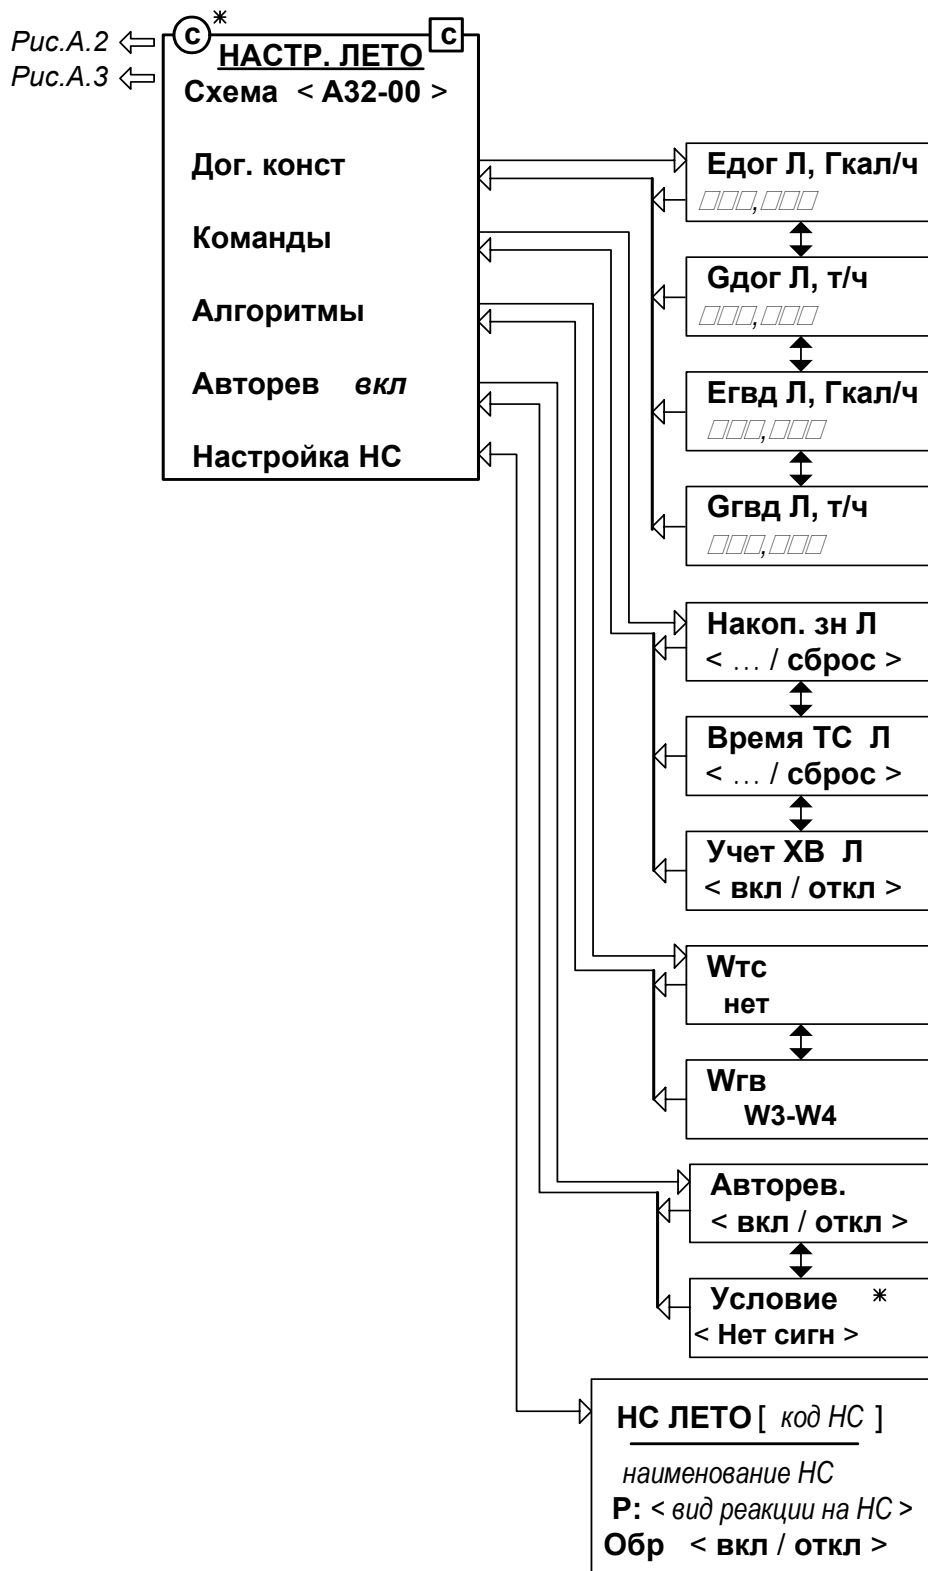 Рис.А.2
Рис.А.3
С * С
НАСТР. ЛЕТО
Схема < А32-00 >
Дог. конст
Команды
Алгоритмы
Авторев вкл
Настройка НС
Eдог Л, Гкал/ч
□□□,□□□
Gдог Л, т/ч
□□□,□□□
Eгвд Л, Гкал/ч
□□□,□□□
Gгвд Л, т/ч
□□□,□□□
Накоп. зн Л
< ... / сброс >
Время ТС Л
< ... / сброс >
Учет ХВ Л
< вкл / откл >
Wтс
нет
Wгв
W3-W4
Авторев.
< вкл / откл >
Условие *
< Нет сигн >
НС ЛЕТО [ код НС ]
наименование НС
Р: < вид реакции на НС >
Обр < вкл / откл >